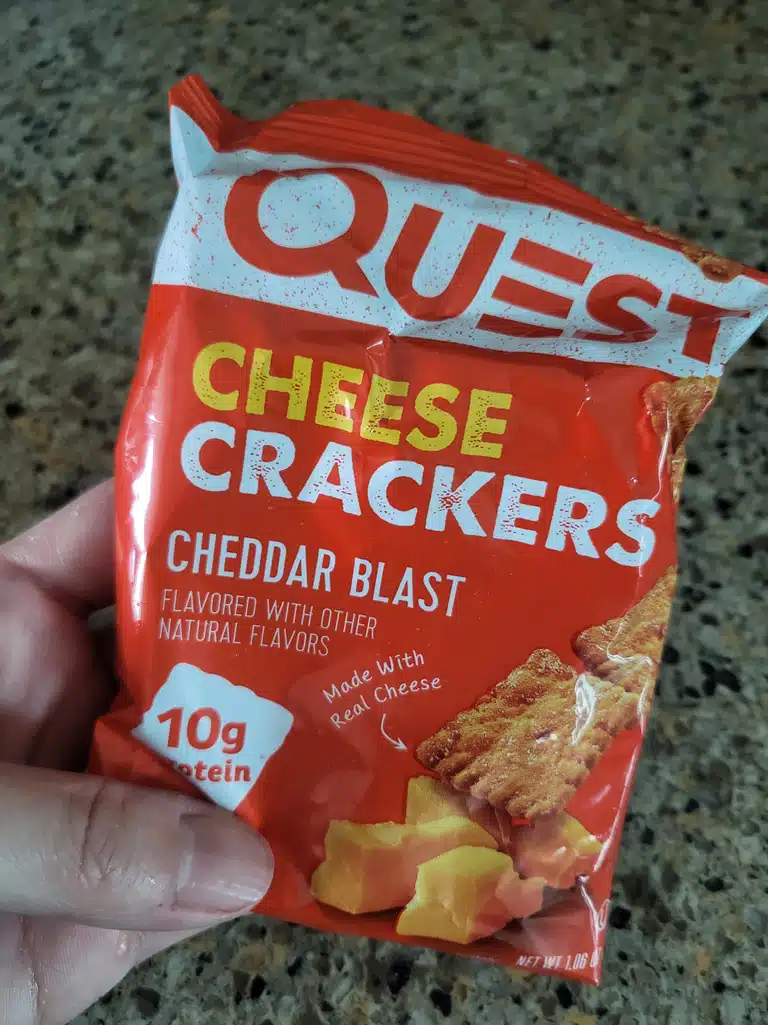 QUEST
CHEESE
CRACKERS
CHEDDAR BLAST
FLAVORED WITH OTHER
NATURAL FLAVORS
Made With
Real Cheese
10g
NET WT 1.06